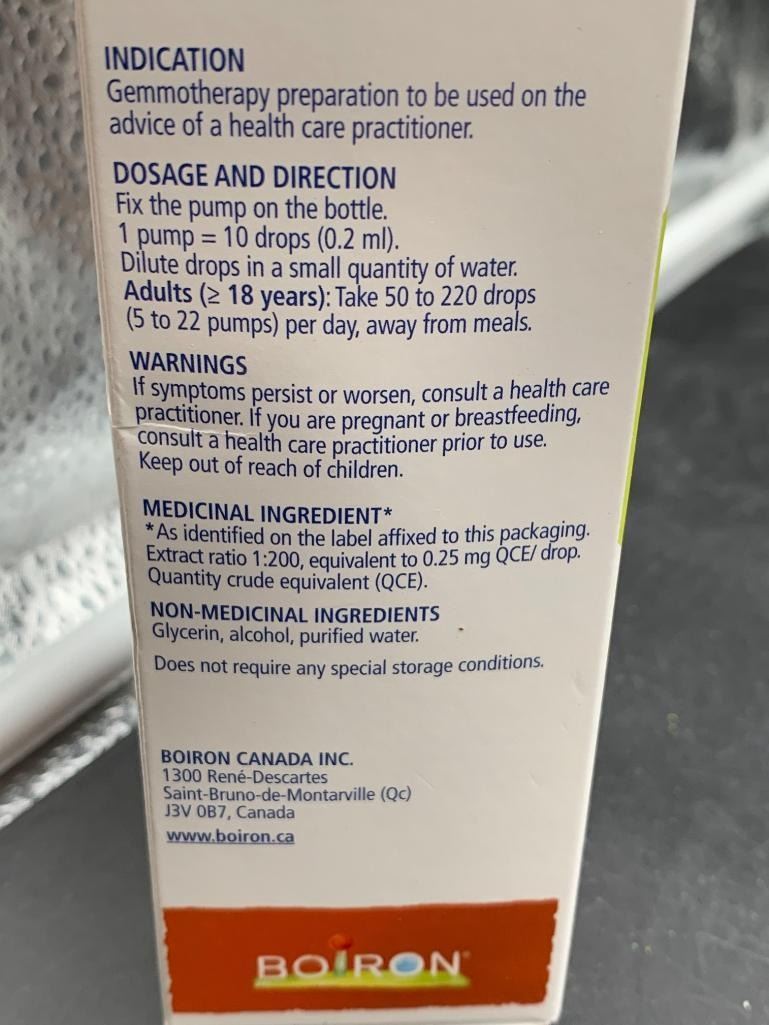 INDICATION
Gemmotherapy preparation to be used on the
advice of a health care practitioner.
DOSAGE AND DIRECTION
Fix the pump on the bottle.
1 pump = 10 drops (0.2 ml).
Dilute drops in a small quantity of water.
Adults (≥ 18 years): Take 50 to 220 drops
(5 to 22 pumps) per day, away from meals.
WARNINGS
If symptoms persist or worsen, consult a health care
practitioner. If you are pregnant or breastfeeding,
consult a health care practitioner prior to use.
Keep out of reach of children.
MEDICINAL INGREDIENT*
*As identified on the label affixed to this packaging.
Extract ratio 1:200, equivalent to 0.25 mg QCE/ drop.
Quantity crude equivalent (QCE).
NON-MEDICINAL INGREDIENTS
Glycerin, alcohol, purified water.
Does not require any special storage conditions.
BOIRON CANADA INC.
1300 René-Descartes
Saint-Bruno-de-Montarville (Qc)
J3V 0B7, Canada
www.boiron.ca
BOIRON